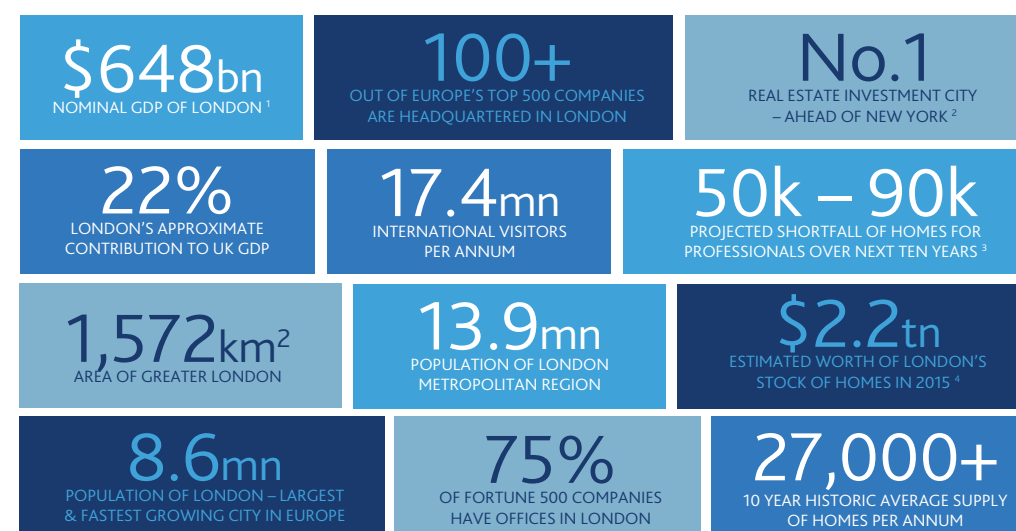 $648bn
NOMINAL GDP OF LONDON ¹
100+
OUT OF EUROPE'S TOP 500 COMPANIES
ARE HEADQUARTERED IN LONDON
No.1
REAL ESTATE INVESTMENT CITY
– AHEAD OF NEW YORK ²
22%
LONDON'S APPROXIMATE
CONTRIBUTION TO UK GDP
17.4mn
INTERNATIONAL VISITORS
PER ANNUM
50k – 90k
PROJECTED SHORTFALL OF HOMES FOR
PROFESSIONALS OVER NEXT TEN YEARS ³
1,572km²
AREA OF GREATER LONDON
13.9mn
POPULATION OF LONDON
METROPOLITAN REGION
$2.2tn
ESTIMATED WORTH OF LONDON'S
STOCK OF HOMES IN 2015 ⁴
8.6mn
POPULATION OF LONDON – LARGEST
& FASTEST GROWING CITY IN EUROPE
75%
OF FORTUNE 500 COMPANIES
HAVE OFFICES IN LONDON
27,000+
10 YEAR HISTORIC AVERAGE SUPPLY
OF HOMES PER ANNUM